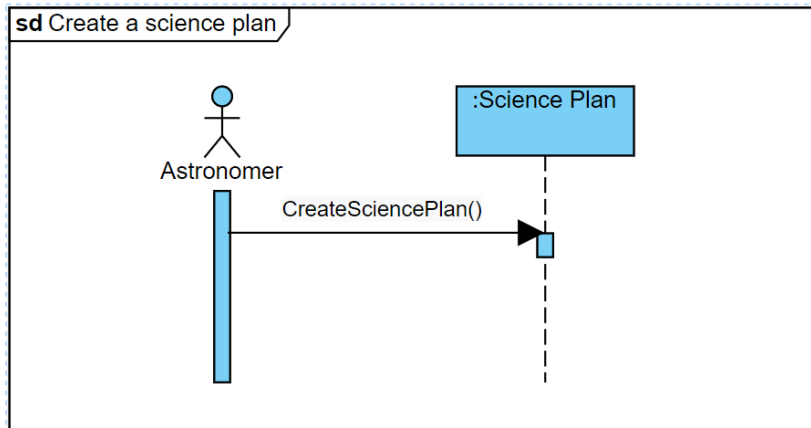 sd Create a science plan
:Science Plan
Astronomer
CreateSciencePlan()